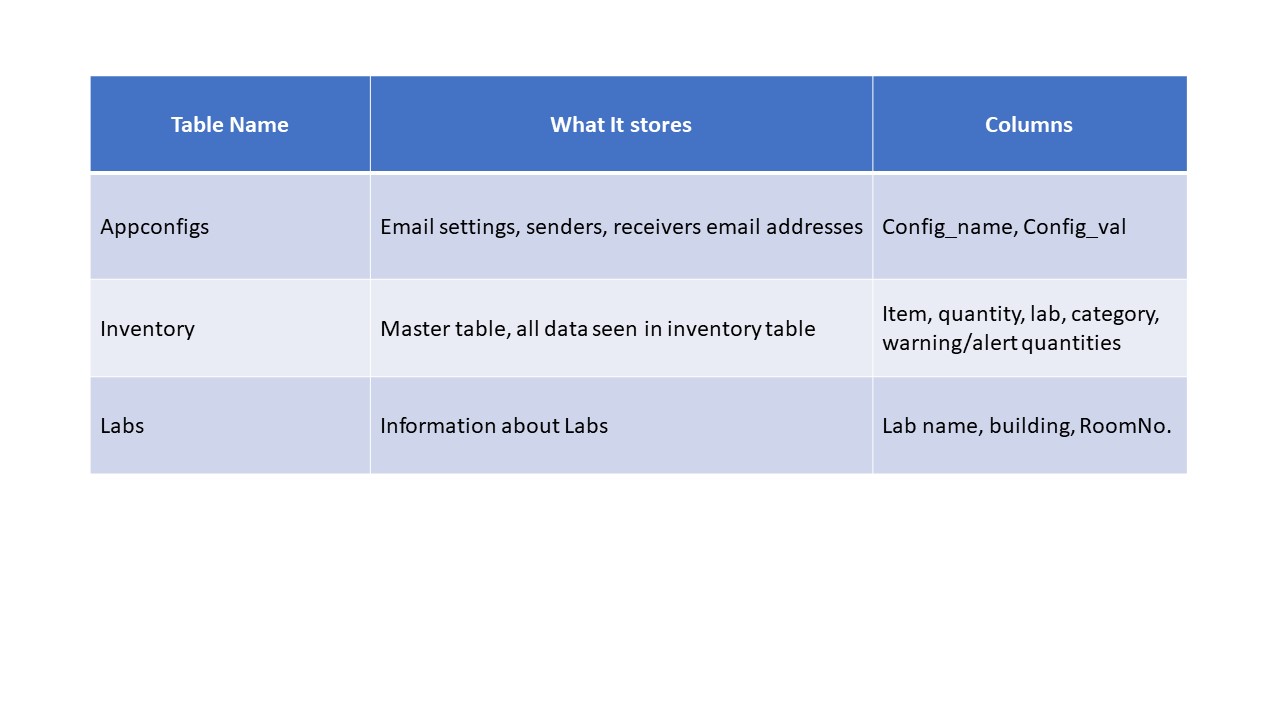 Table Name
What It stores
Columns
Appconfigs
Email settings, senders, receivers email addresses
Config_name, Config_val
Inventory
Master table, all data seen in inventory table
Item, quantity, lab, category,
warning/alert quantities
Labs
Information about Labs
Lab name, building, RoomNo.